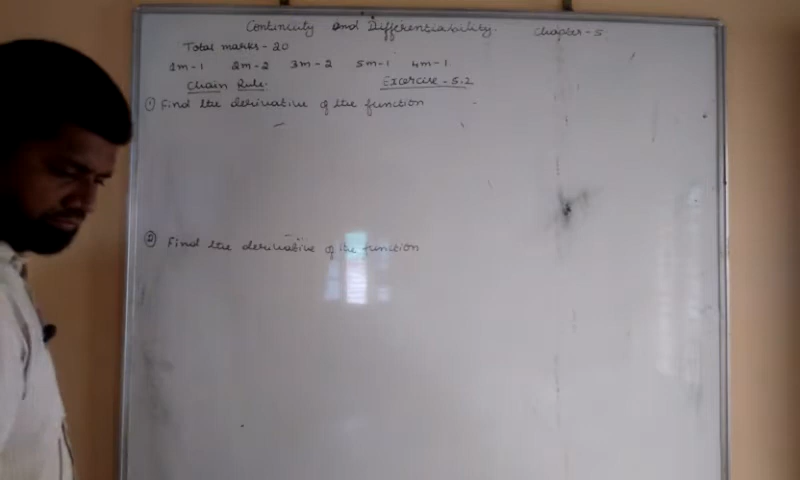 Continuity and Differentiability. Chapter-5.
Total marks-20
1m-1 2m-2 3m-2 5m-1 4m-1
Chain Rule. Exercise-5.2
① Find the derivative of the function
② Find the derivative of the function